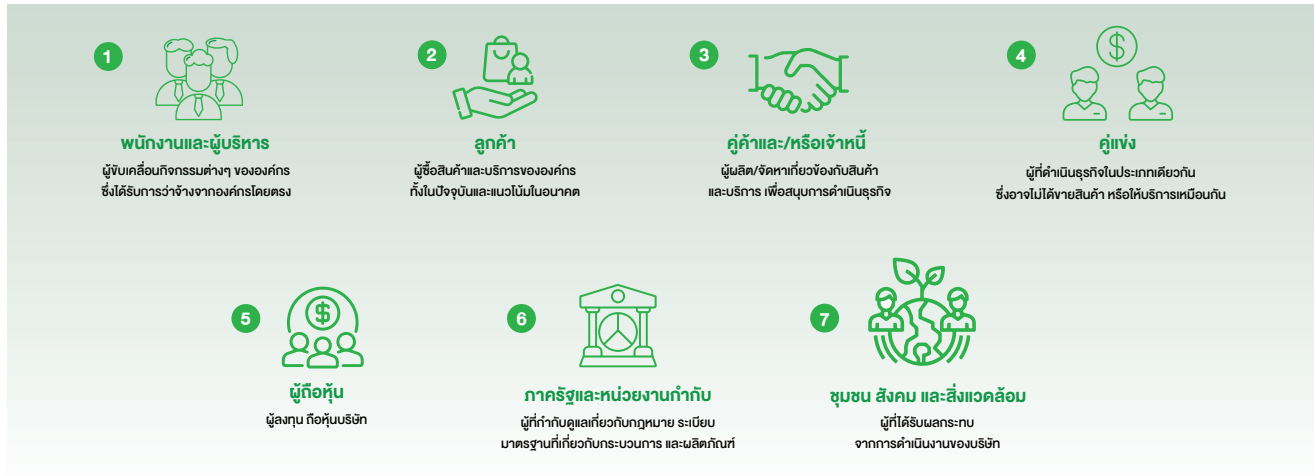 1
พนักงานและผู้บริหาร
ผู้ขับเคลื่อนกิจกรรมต่างๆ ขององค์กร
ซึ่งได้รับการว่าจ้างจากองค์กรโดยตรง
2
ลูกค้า
ผู้ซื้อสินค้าและบริการขององค์กร
ทั้งในปัจจุบันและแนวโน้มในอนาคต
3
คู่ค้าและ/หรือเจ้าหนี้
ผู้ผลิต/จัดหาเกี่ยวข้องกับสินค้า
และบริการ เพื่อสนุบการดำเนินธุรกิจ
4
คู่แข่ง
ผู้ที่ดำเนินธุรกิจในประเภทเดียวกัน
ซึ่งอาจไม่ได้ขายสินค้า หรือให้บริการเหมือนกัน
5
ผู้ถือหุ้น
ผู้ลงทุน ถือหุ้นบริษัท
6
ภาครัฐและหน่วยงานกำกับ
ผู้ที่กำกับดูแลเกี่ยวกับกฎหมาย ระเบียบ
มาตรฐานที่เกี่ยวกับกระบวนการ และผลิตภัณฑ์
7
ชุมชน สังคม และสิ่งแวดล้อม
ผู้ที่ได้รับผลกระทบ
จากการดำเนินงานของบริษัท